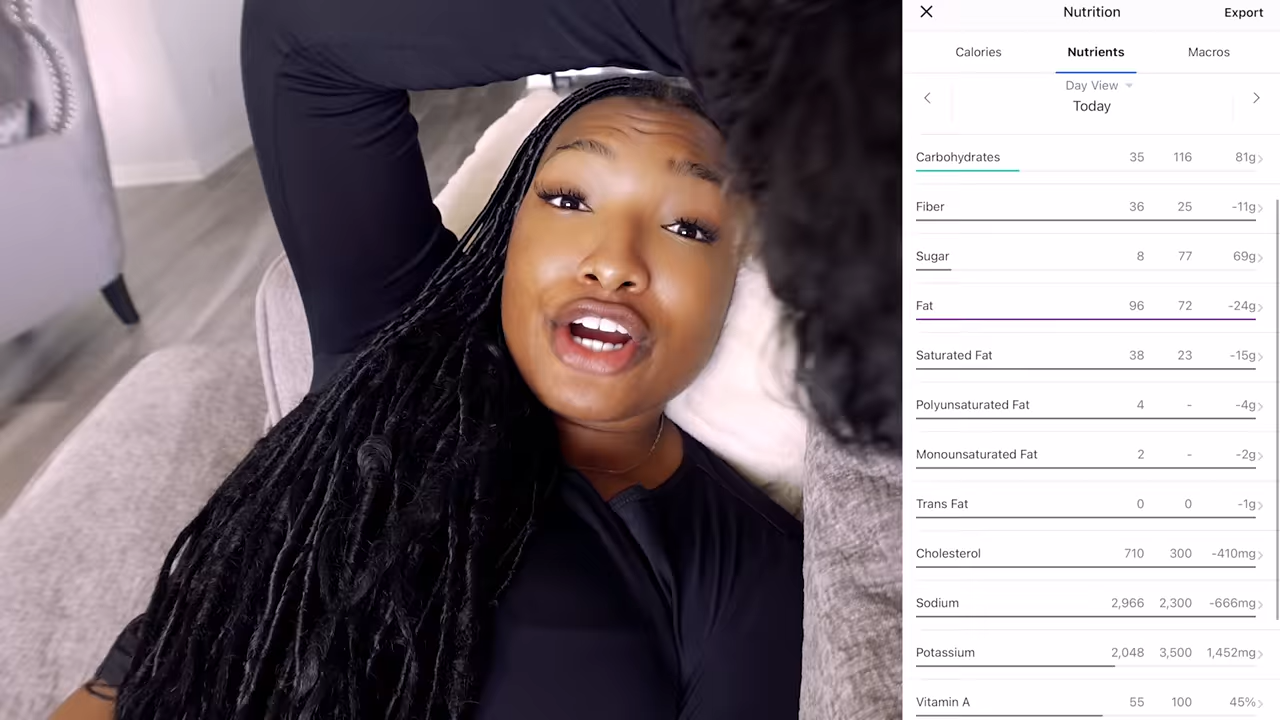 Nutrition Export
Calories Nutrients Macros
Day View
Today
Carbohydrates 35 116 81g
Fiber 36 25 -11g
Sugar 8 77 69g
Fat 96 72 -24g
Saturated Fat 38 23 -15g
Polyunsaturated Fat 4 - -4g
Monounsaturated Fat 2 - -2g
Trans Fat 0 0 -1g
Cholesterol 710 300 -410mg
Sodium 2,966 2,300 -666mg
Potassium 2,048 3,500 1,452mg
Vitamin A 55 100 45%